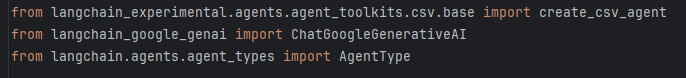 from langchain_experimental.agents.agent_toolkits.csv.base import create_csv_agent
from langchain_google_genai import ChatGoogleGenerativeAI
from langchain.agents.agent_types import AgentType